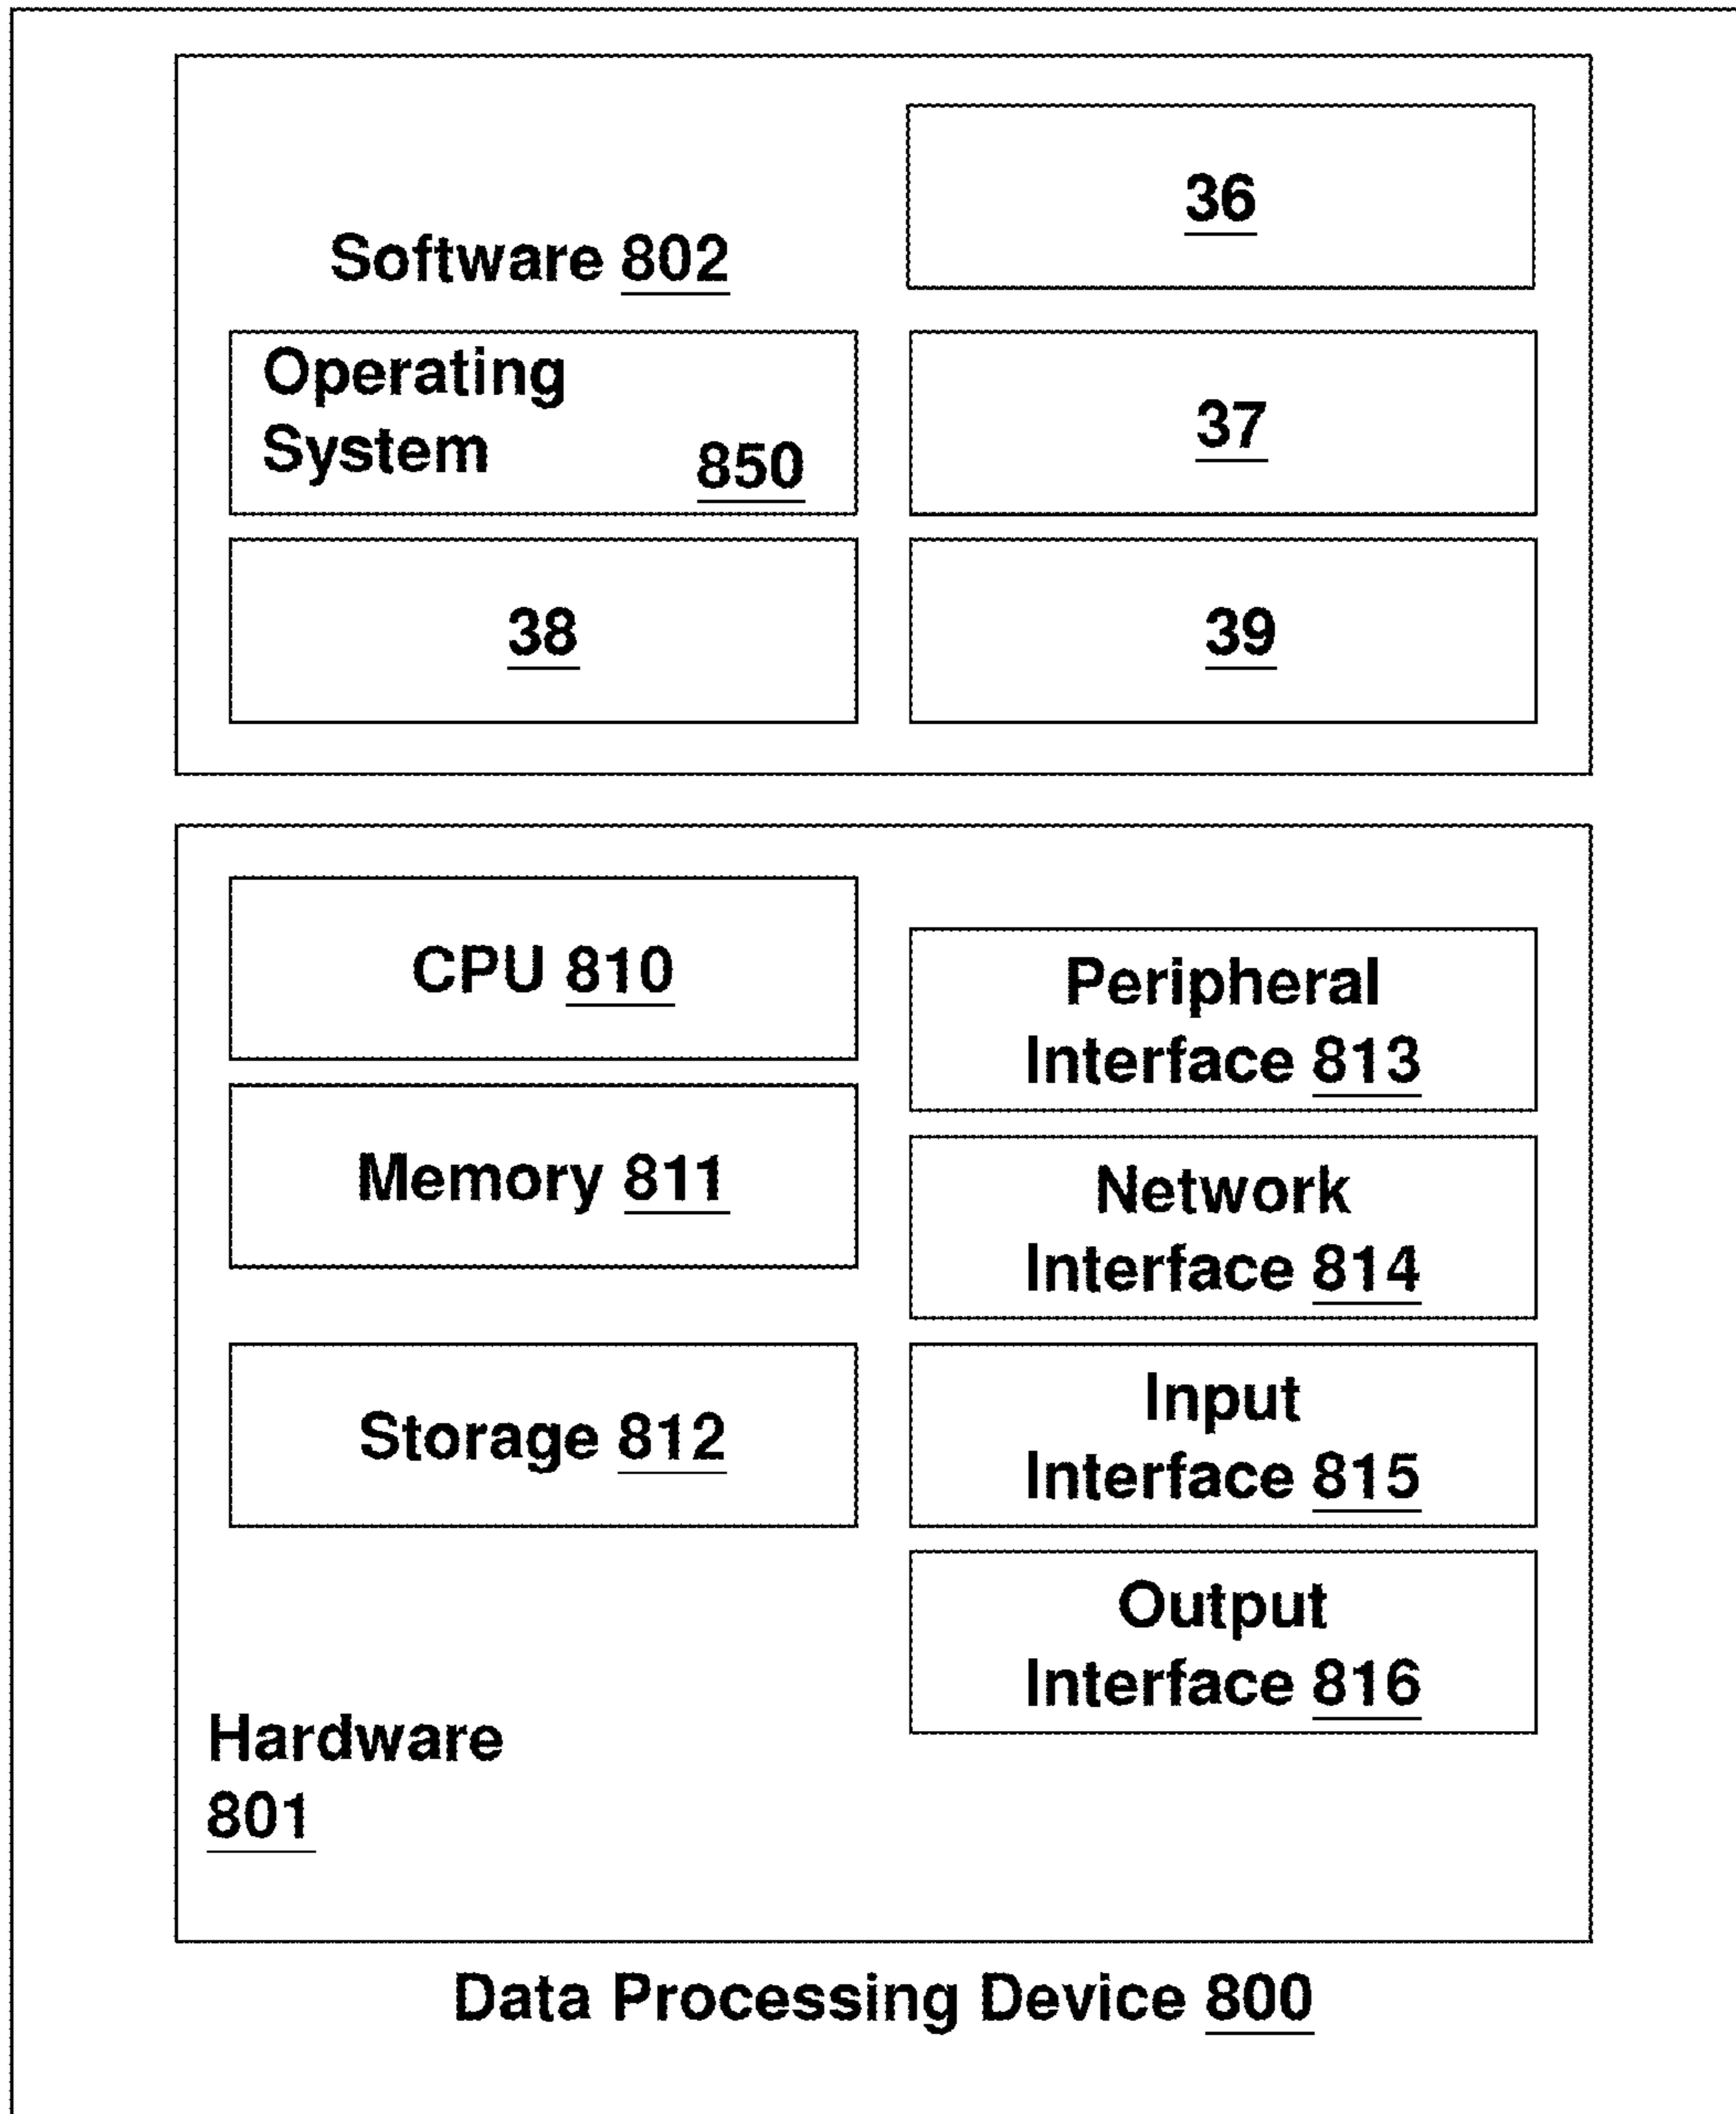 Software 802
36
Operating
System 850
37
38
39
CPU 810
Memory 811
Storage 812
Peripheral
Interface 813
Network
Interface 814
Input
Interface 815
Output
Interface 816
Hardware
801
Data Processing Device 800